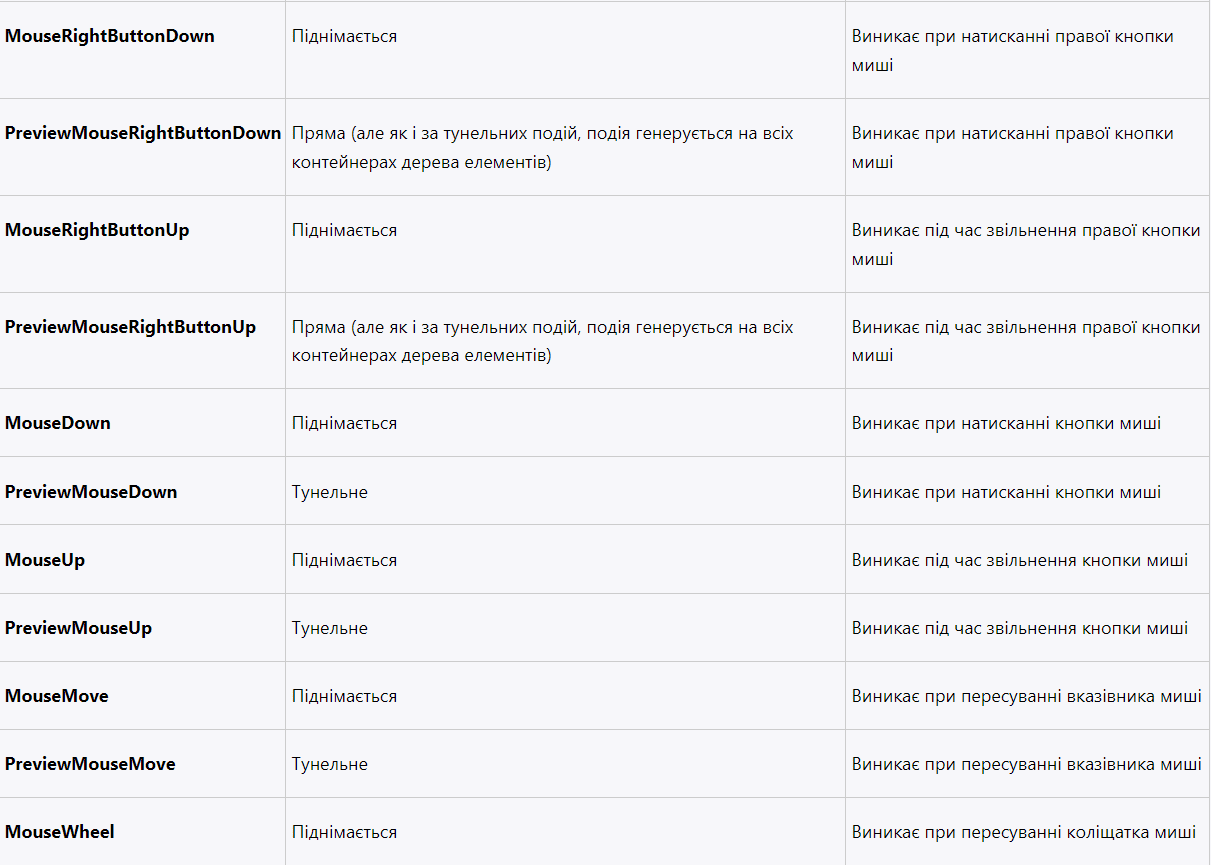 MouseRightButtonDown Піднімається Виникає при натисканні правої кнопки
миші
PreviewMouseRightButtonDown Пряма (але як і за тунельних подій, подія генерується на всіх Виникає при натисканні правої кнопки
контейнерах дерева елементів) миші
MouseRightButtonUp Піднімається Виникає під час звільнення правої кнопки
миші
PreviewMouseRightButtonUp Пряма (але як і за тунельних подій, подія генерується на всіх Виникає під час звільнення правої кнопки
контейнерах дерева елементів) миші
MouseDown Піднімається Виникає при натисканні кнопки миші
PreviewMouseDown Тунельне Виникає при натисканні кнопки миші
MouseUp Піднімається Виникає під час звільнення кнопки миші
PreviewMouseUp Тунельне Виникає під час звільнення кнопки миші
MouseMove Піднімається Виникає при пересуванні вказівника миші
PreviewMouseMove Тунельне Виникає при пересуванні вказівника миші
MouseWheel Піднімається Виникає при пересуванні коліщатка миші